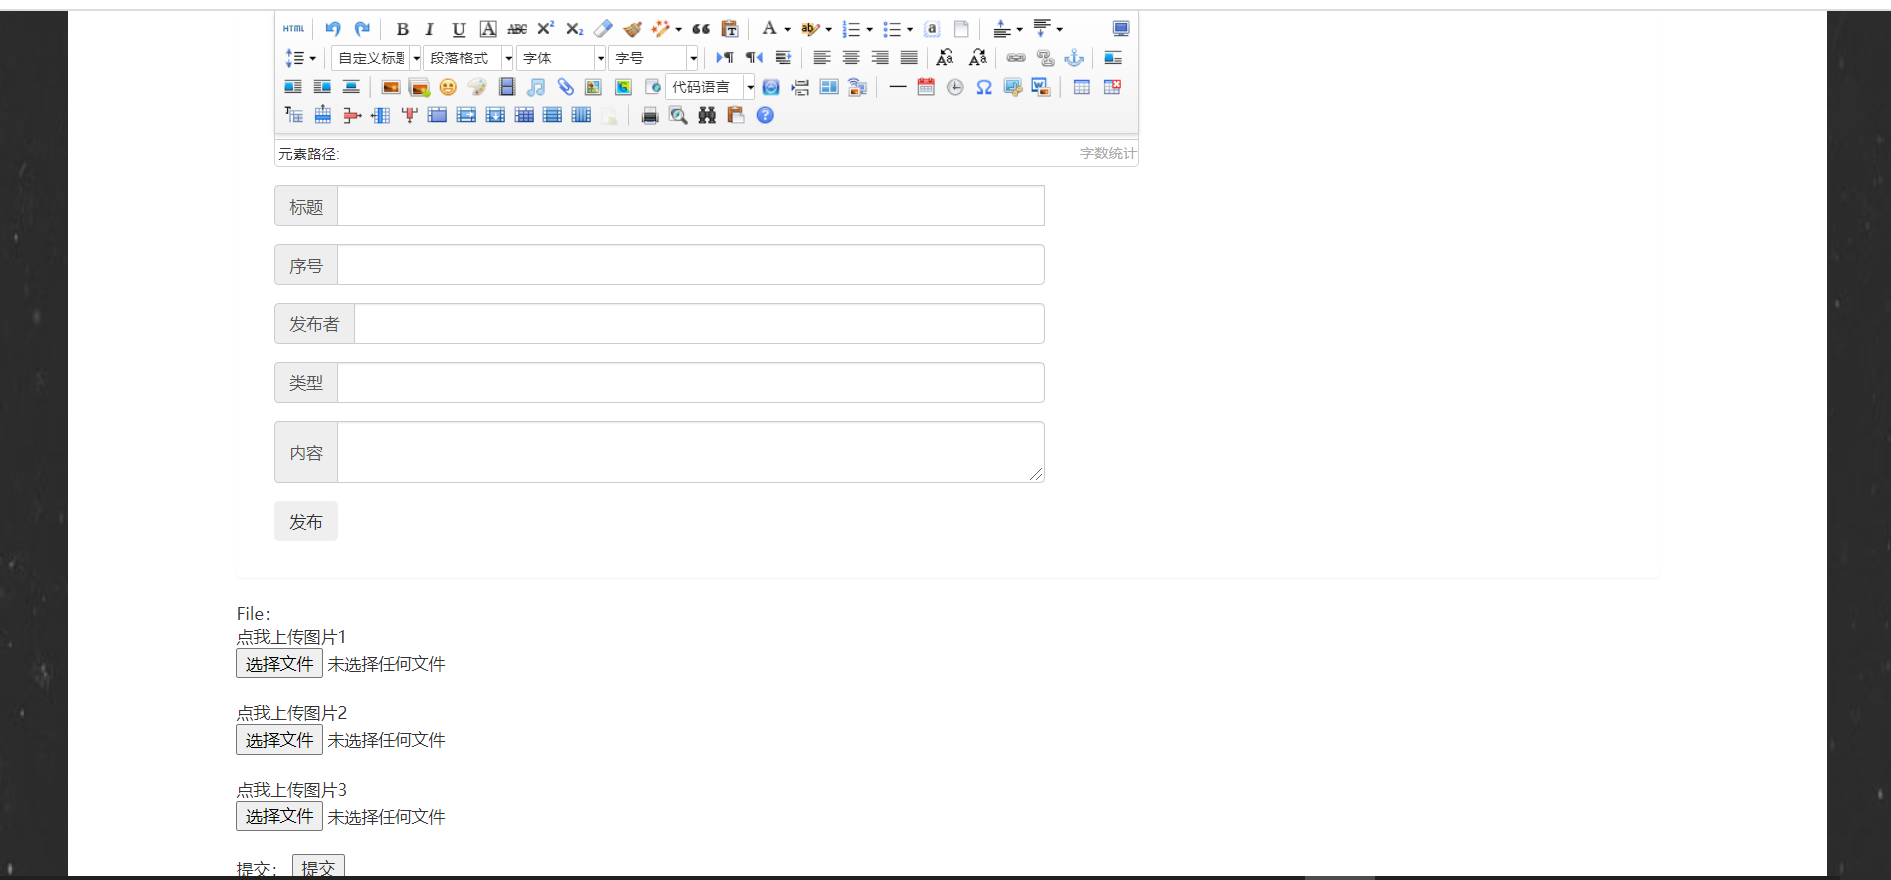 HTML B I U A ABC X² X₂ A ab a
自定义标题 段落格式 字体 字号
代码语言
元素路径:
字数统计
标题
序号
发布者
类型
内容
发布
File:
点我上传图片1
选择文件 未选择任何文件
点我上传图片2
选择文件 未选择任何文件
点我上传图片3
选择文件 未选择任何文件
提交： 提交